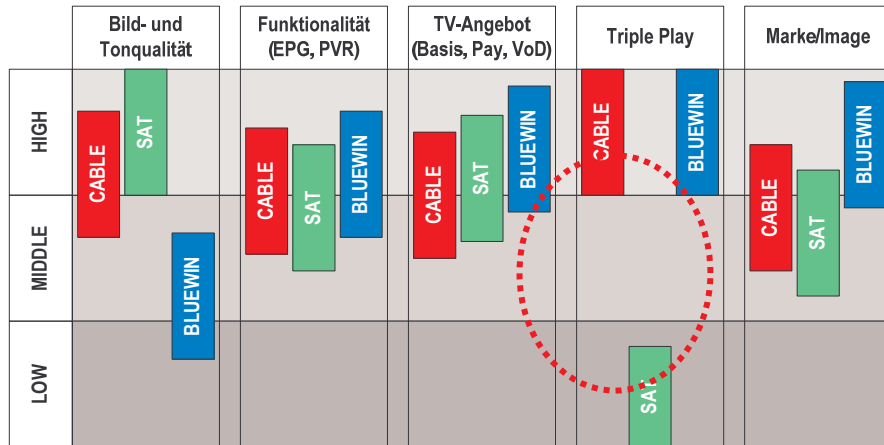 Bild- und
Tonqualität
Funktionalität
(EPG, PVR)
TV-Angebot
(Basis, Pay, VoD)
Triple Play
Marke/Image
HIGH
CABLE
SAT
CABLE
SAT
BLUEWIN
CABLE
SAT
BLUEWIN
CABLE
BLUEWIN
CABLE
SAT
BLUEWIN
MIDDLE
BLUEWIN
LOW
SAT